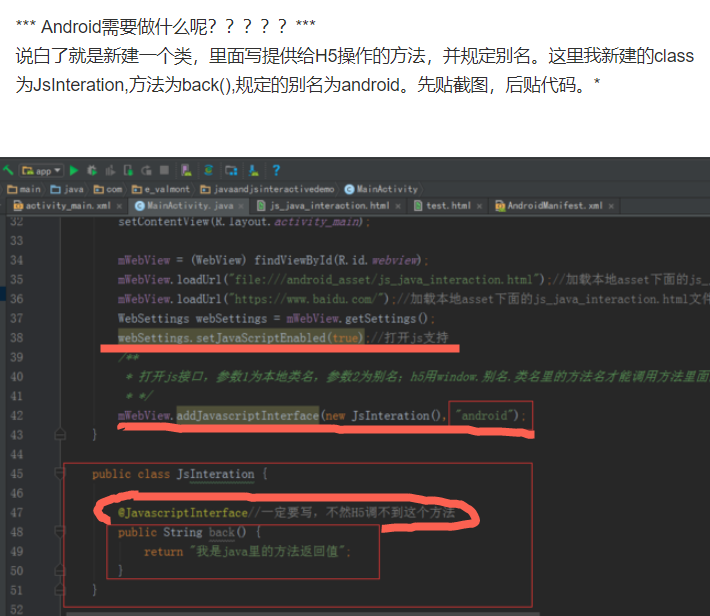 *** Android需要做什么呢？？？？？ ***
说白了就是新建一个类，里面写提供给H5操作的方法，并规定别名。这里我新建的class
为JsInteration,方法为back(),规定的别名为android。先贴截图，后贴代码。*
app
main java com e_valmont javaandjsinteractivedemo MainActivity
activity_main.xml MainActivity.java js_java_interaction.html test.html AndroidManifest.xml
32 setContentView(R.layout.activity_main);
33
34 mWebView = (WebView) findViewById(R.id.webview);
35 mWebView.loadUrl("file:///android_asset/js_java_interaction.html");//加载本地asset下面的js_
36 mWebView.loadUrl("https://www.baidu.com/");//加载本地asset下面的js_java_interaction.html文件
37 WebSettings webSettings = mWebView.getSettings();
38 webSettings.setJavaScriptEnabled(true);//打开js支持
39 /**
40 * 打开js接口，参数1为本地类名，参数2为别名；h5用window.别名.类名里的方法名才能调用方法里面
41 * */
42 mWebView.addJavascriptInterface(new JsInteration(), "android");
43 }
44
45 public class JsInteration {
46
47 @JavascriptInterface//一定要写，不然H5调不到这个方法
48 public String back() {
49 return "我是java里的方法返回值";
50 }
51 }
52